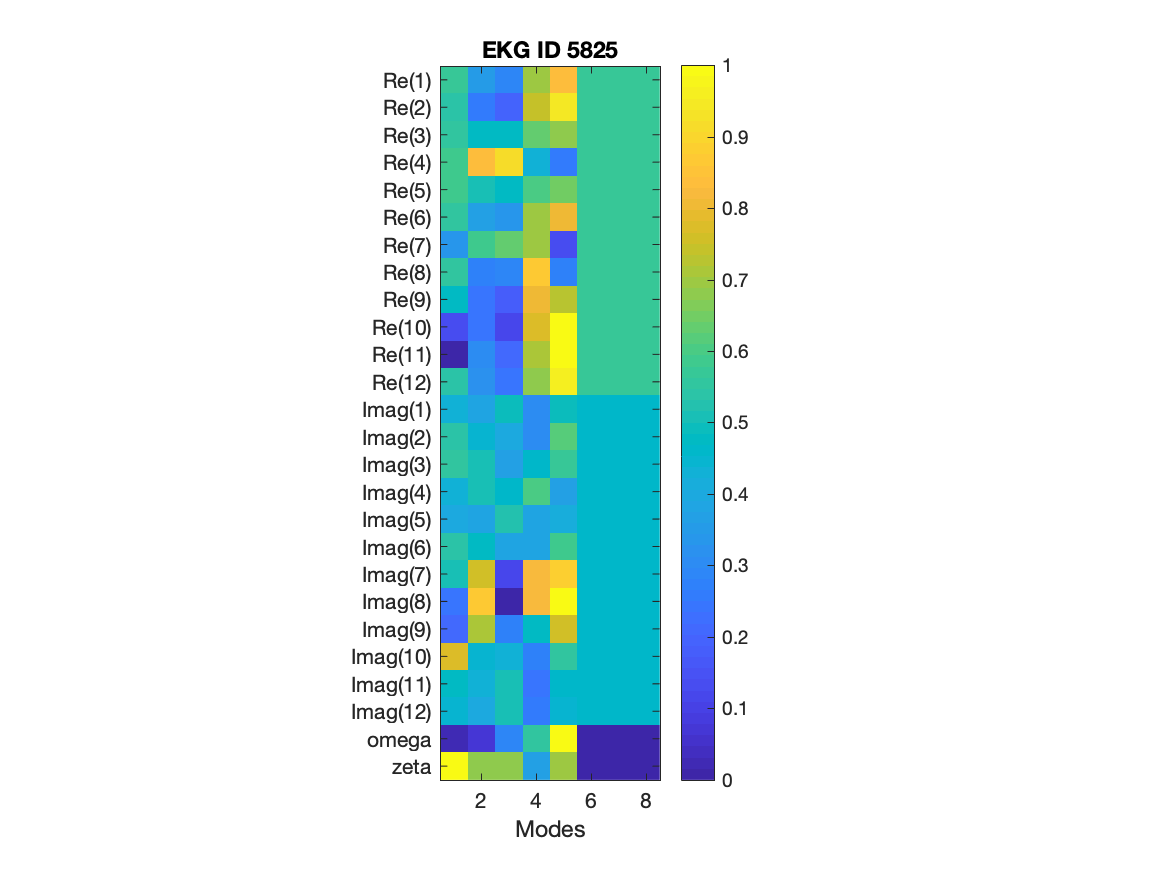 EKG ID 5825
Re(1)
Re(2)
Re(3)
Re(4)
Re(5)
Re(6)
Re(7)
Re(8)
Re(9)
Re(10)
Re(11)
Re(12)
Imag(1)
Imag(2)
Imag(3)
Imag(4)
Imag(5)
Imag(6)
Imag(7)
Imag(8)
Imag(9)
Imag(10)
Imag(11)
Imag(12)
omega
zeta
2 4 6 8
Modes
1
0.9
0.8
0.7
0.6
0.5
0.4
0.3
0.2
0.1
0